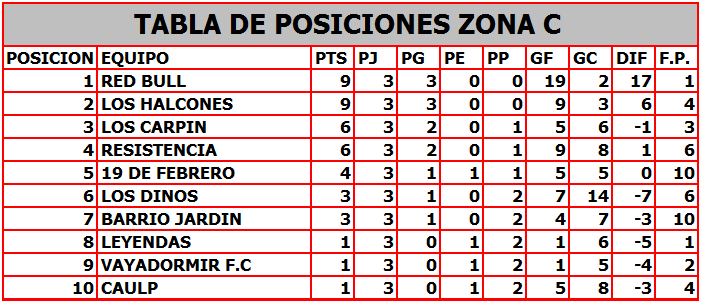 TABLA DE POSICIONES ZONA C
POSICION EQUIPO PTS PJ PG PE PP GF GC DIF F.P.
1 RED BULL 9 3 3 0 0 19 2 17 1
2 LOS HALCONES 9 3 3 0 0 9 3 6 4
3 LOS CARPIN 6 3 2 0 1 5 6 -1 3
4 RESISTENCIA 6 3 2 0 1 9 8 1 6
5 19 DE FEBRERO 4 3 1 1 1 5 5 0 10
6 LOS DINOS 3 3 1 0 2 7 14 -7 6
7 BARRIO JARDIN 3 3 1 0 2 4 7 -3 10
8 LEYENDAS 1 3 0 1 2 1 6 -5 1
9 VAYADORMIR F.C 1 3 0 1 2 1 5 -4 2
10 CAULP 1 3 0 1 2 5 8 -3 4